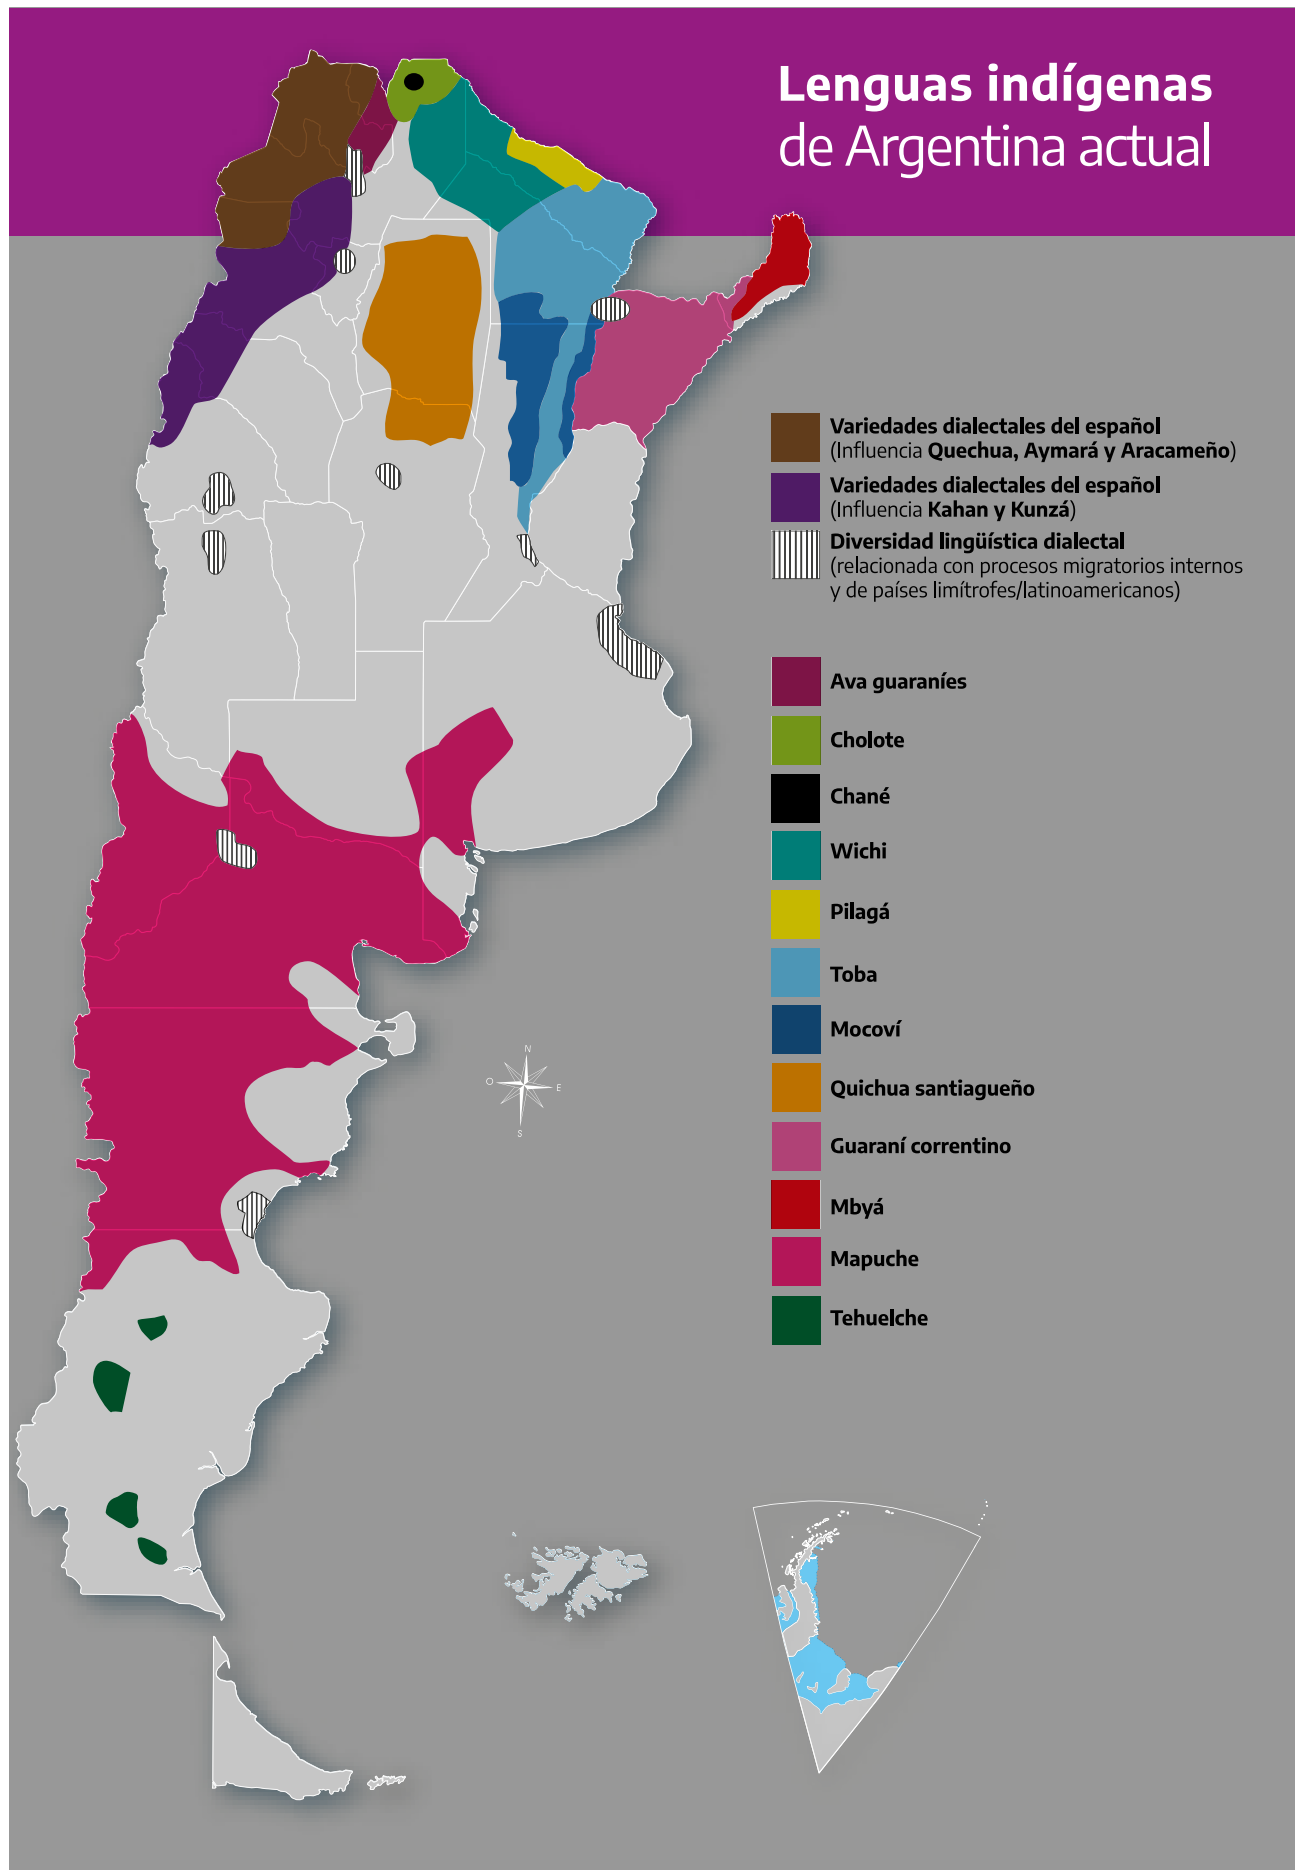 Lenguas indígenas
de Argentina actual
Variedades dialectales del español
(Influencia Quechua, Aymará y Aracameño)
Variedades dialectales del español
(Influencia Kahan y Kunzá)
Diversidad lingüística dialectal
(relacionada con procesos migratorios internos
y de países limítrofes/latinoamericanos)
Ava guaraníes
Cholote
Chané
Wichi
Pilagá
Toba
Mocoví
Quichua santiagueño
Guaraní correntino
Mbyá
Mapuche
Tehuelche
N
O
E
S